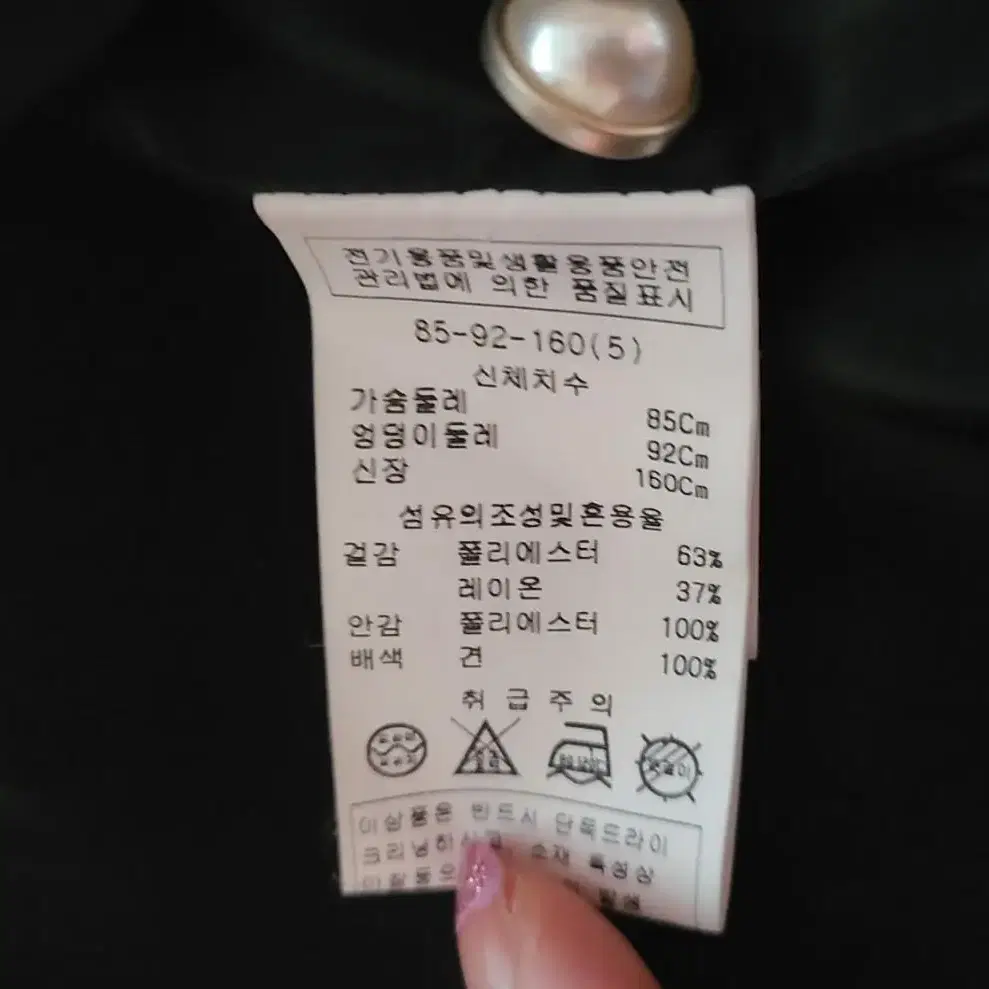 전기용품및생활용품안전
관리법에 의한 품질표시
85-92-160(5)
신체치수
가슴둘레 85Cm
엉덩이둘레 92Cm
신장 160Cm
섬유의조성및혼용율
겉감 폴리에스터 63%
레이온 37%
안감 폴리에스터 100%
배색 견 100%
취급주의
이상품은 반드시 단독드라이
크리닝하시고 소재 특성상